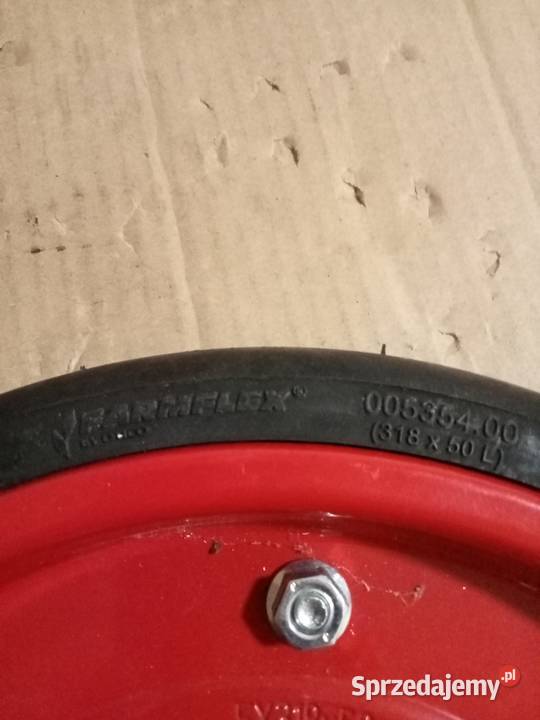 FARMFLEX®
005354.00
(318 x 50 L)
Sprzedajemy.pl